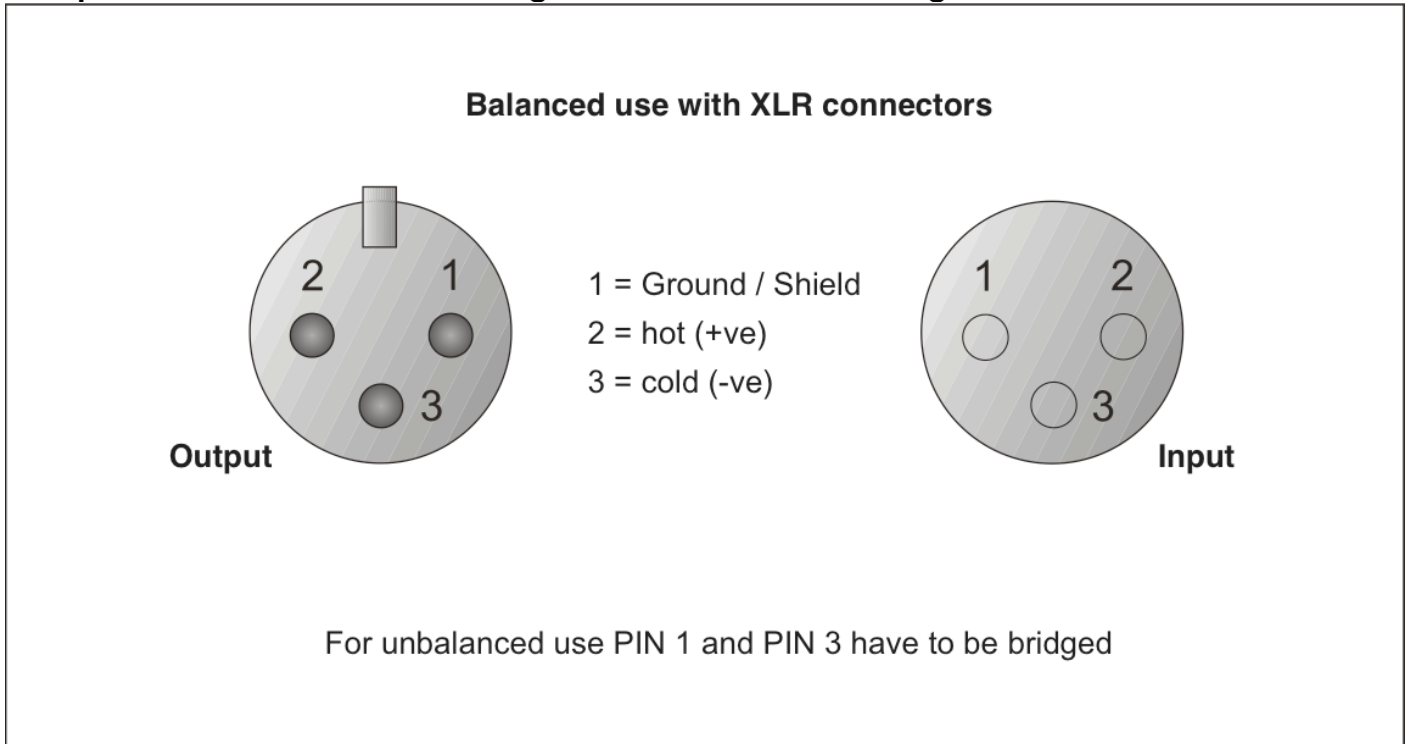 Balanced use with XLR connectors
2 1
3
Output
1 = Ground / Shield
2 = hot (+ve)
3 = cold (-ve)
1 2
3
Input
For unbalanced use PIN 1 and PIN 3 have to be bridged